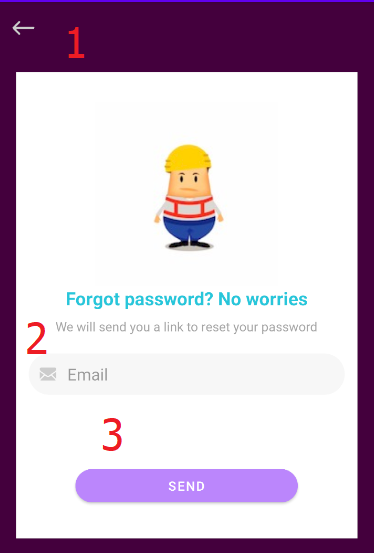 1
Forgot password? No worries
We will send you a link to reset your password
2
Email
3
SEND